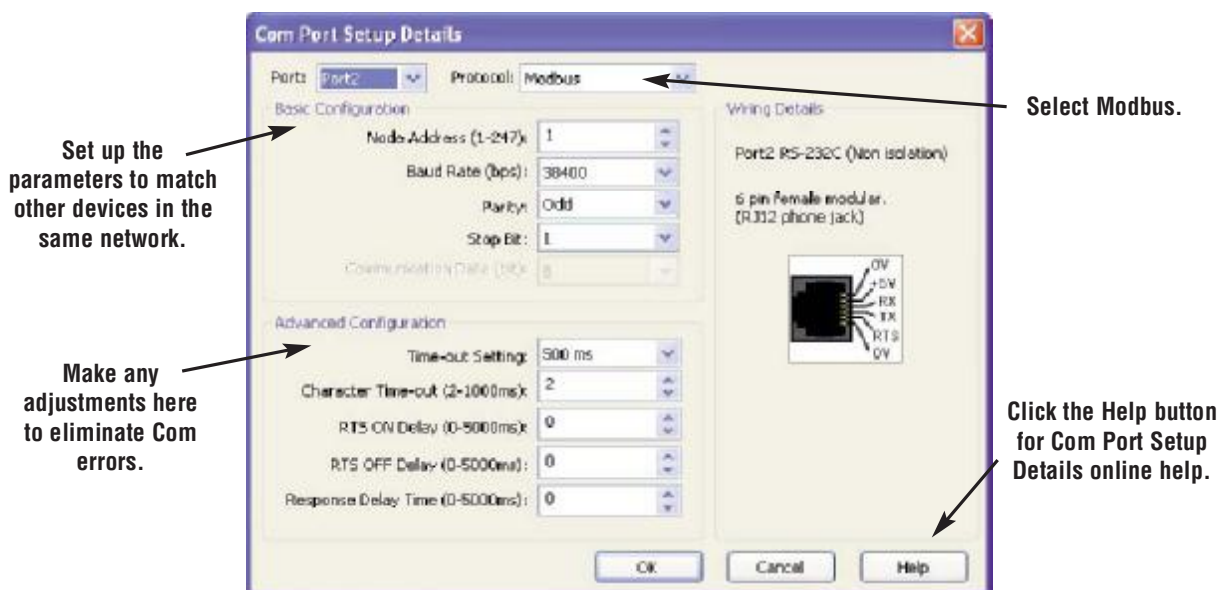 Com Port Setup Details
Port: Port2 Protocol: Modbus
Select Modbus.
Basic Configuration
Set up the
parameters to match
other devices in the
same network.
Node Address (1-247): 1
Baud Rate (bps): 38400
Parity: Odd
Stop Bit: 1
Communication Data (bit): 8
Advanced Configuration
Make any
adjustments here
to eliminate Com
errors.
Time-out Setting: 500 ms
Character Time-out (2-1000ms): 2
RTS ON Delay (0-5000ms): 0
RTS OFF Delay (0-5000ms): 0
Response Delay Time (0-5000ms): 0
Wiring Details
Port2 RS-232C (Non isolation)
6 pin female modular.
(RJ12 phone jack)
0V
+5V
RX
TX
RTS
0V
Click the Help button
for Com Port Setup
Details online help.
OK Cancel Help